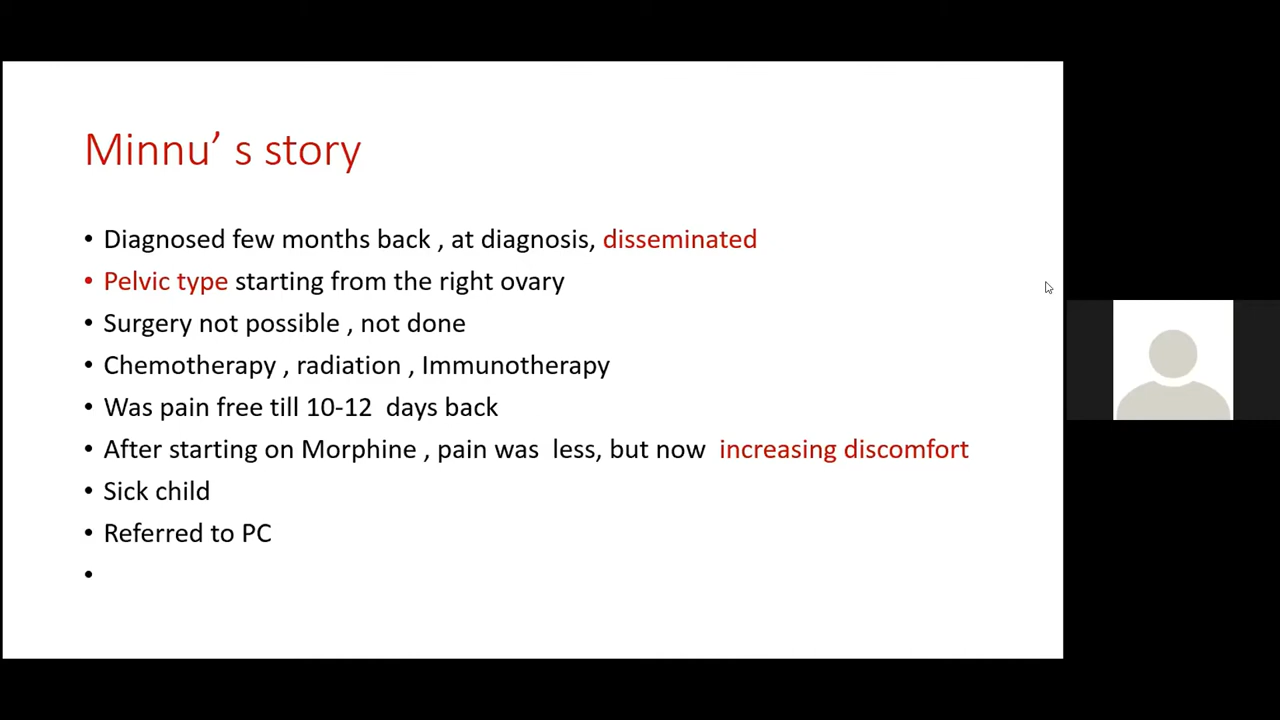 Minnu’ s story
• Diagnosed few months back , at diagnosis, disseminated
• Pelvic type starting from the right ovary
• Surgery not possible , not done
• Chemotherapy , radiation , Immunotherapy
• Was pain free till 10-12 days back
• After starting on Morphine , pain was less, but now increasing discomfort
• Sick child
• Referred to PC
•